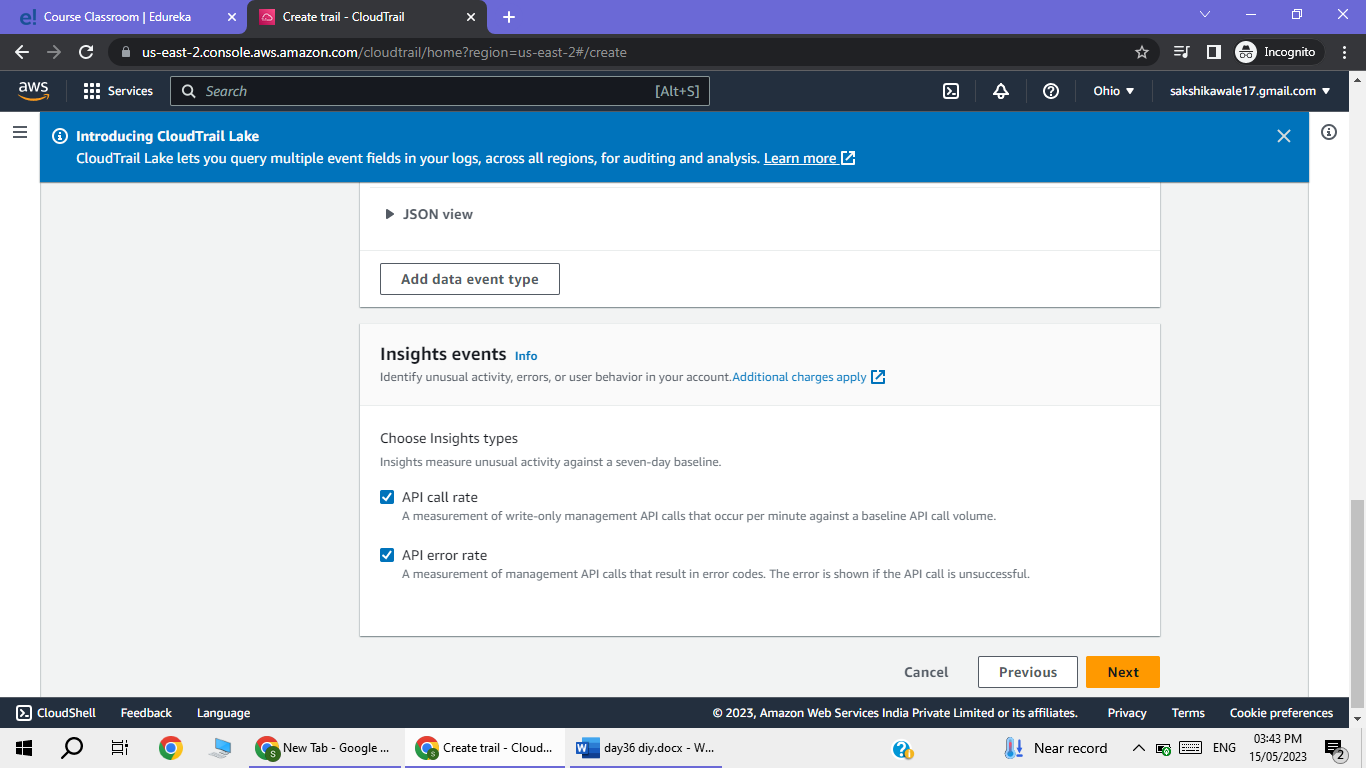 e! Course Classroom | Edureka
Create trail - CloudTrail
us-east-2.console.aws.amazon.com/cloudtrail/home?region=us-east-2#/create
Incognito
aws
Services
Search
[Alt+S]
Ohio
sakshikawale17.gmail.com
Introducing CloudTrail Lake
CloudTrail Lake lets you query multiple event fields in your logs, across all regions, for auditing and analysis. Learn more
JSON view
Add data event type
Insights events Info
Identify unusual activity, errors, or user behavior in your account.Additional charges apply
Choose Insights types
Insights measure unusual activity against a seven-day baseline.
API call rate
A measurement of write-only management API calls that occur per minute against a baseline API call volume.
API error rate
A measurement of management API calls that result in error codes. The error is shown if the API call is unsuccessful.
Cancel
Previous
Next
CloudShell
Feedback
Language
© 2023, Amazon Web Services India Private Limited or its affiliates.
Privacy
Terms
Cookie preferences
S
New Tab - Google ...
S
Create trail - Cloud...
W
day36 diy.docx - W...
Near record
ENG
03:43 PM
15/05/2023
2